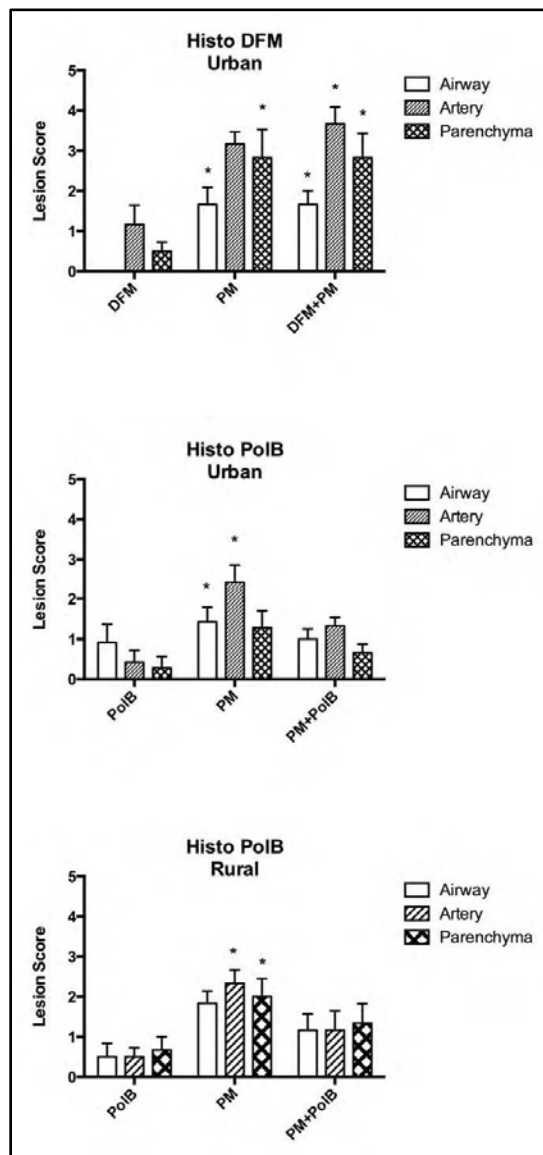 Histo DFM
Urban
5
4
3
2
1
0
Lesion Score
*
*
*
*
*
DFM
PM
DFM+PM
Airway
Artery
Parenchyma
Histo PolB
Urban
5
4
3
2
1
0
Lesion Score
*
*
PolB
PM
PM+PolB
Airway
Artery
Parenchyma
Histo PolB
Rural
5
4
3
2
1
0
Lesion Score
*
*
PolB
PM
PM+PolB
Airway
Artery
Parenchyma